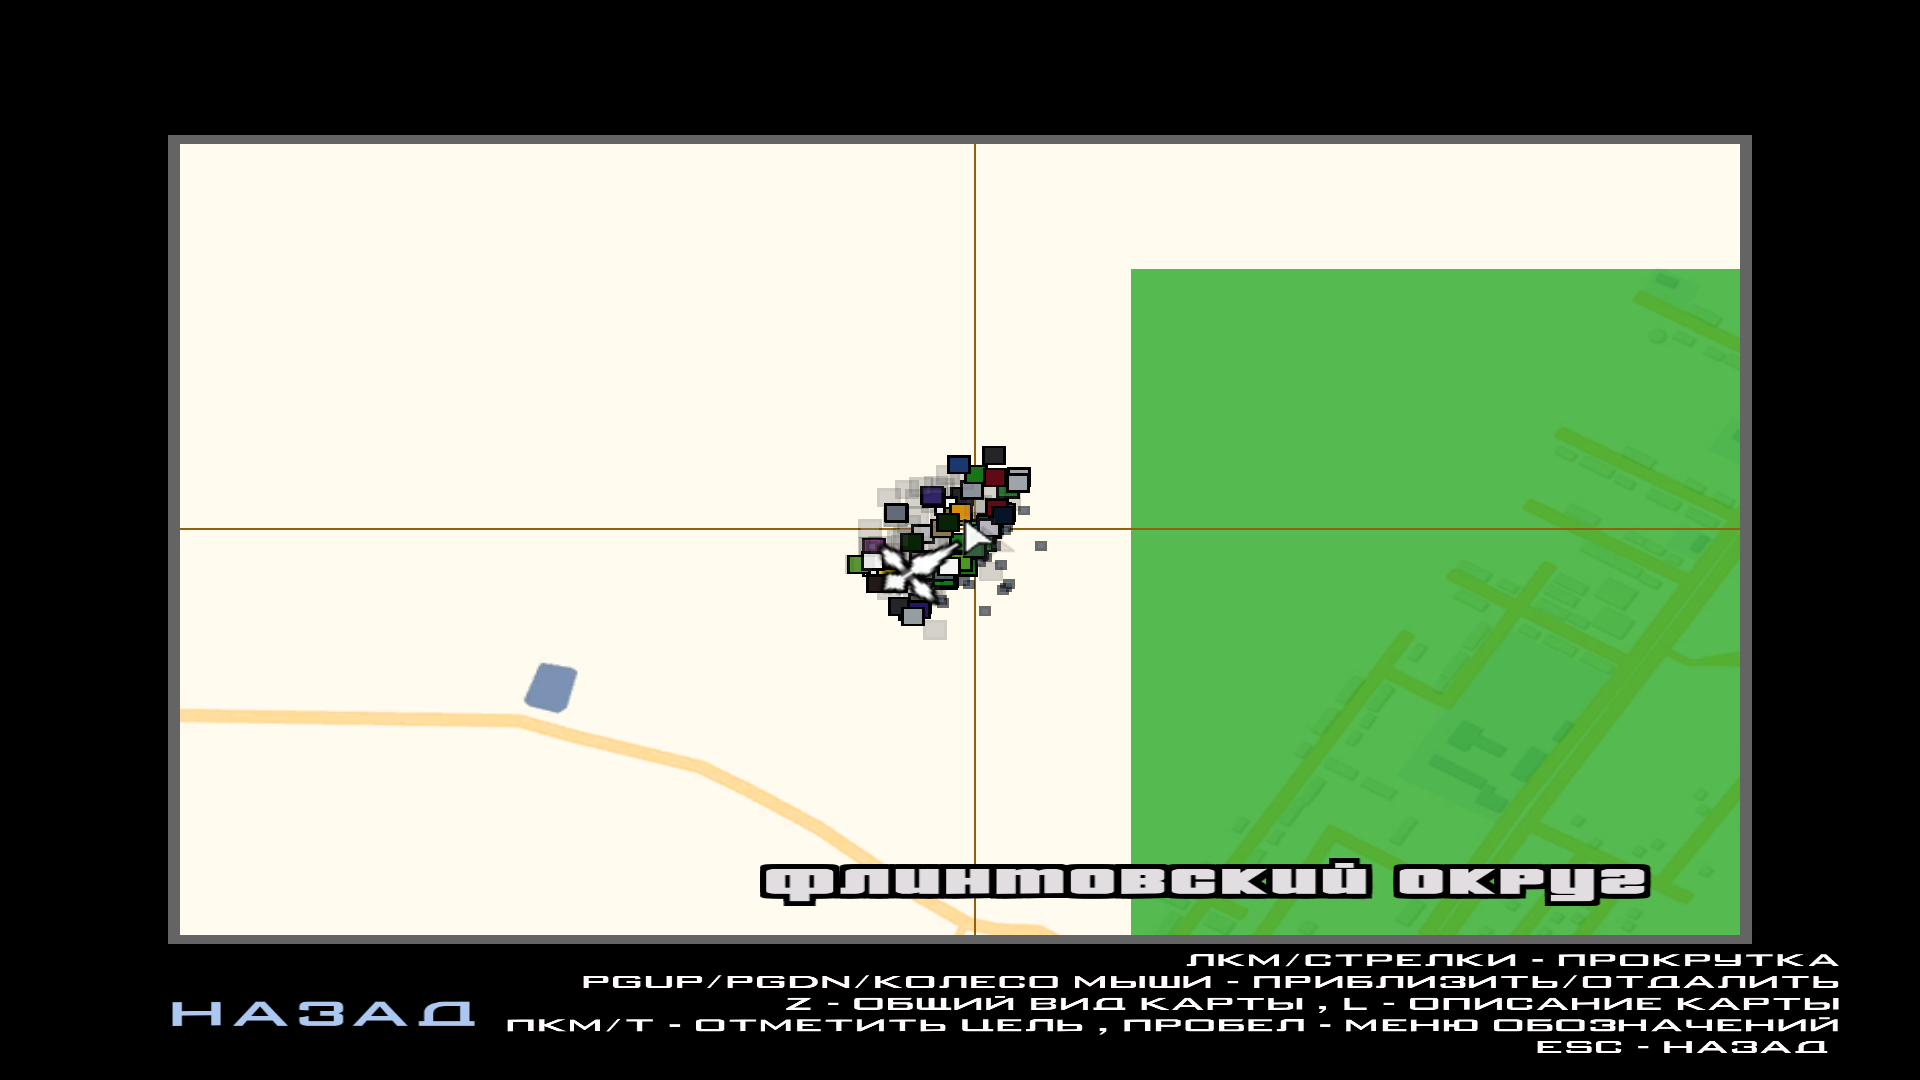 ФЛИНТОВСКИЙ ОКРУГ
ЛКМ/СТРЕЛКИ - ПРОКРУТКА
PGUP/PGDN/КОЛЕСО МЫШИ - ПРИБЛИЗИТЬ/ОТДАЛИТЬ
Z - ОБЩИЙ ВИД КАРТЫ , L - ОПИСАНИЕ КАРТЫ
НАЗАД
ПКМ/T - ОТМЕТИТЬ ЦЕЛЬ , ПРОБЕЛ - МЕНЮ ОБОЗНАЧЕНИЙ
ESC - НАЗАД